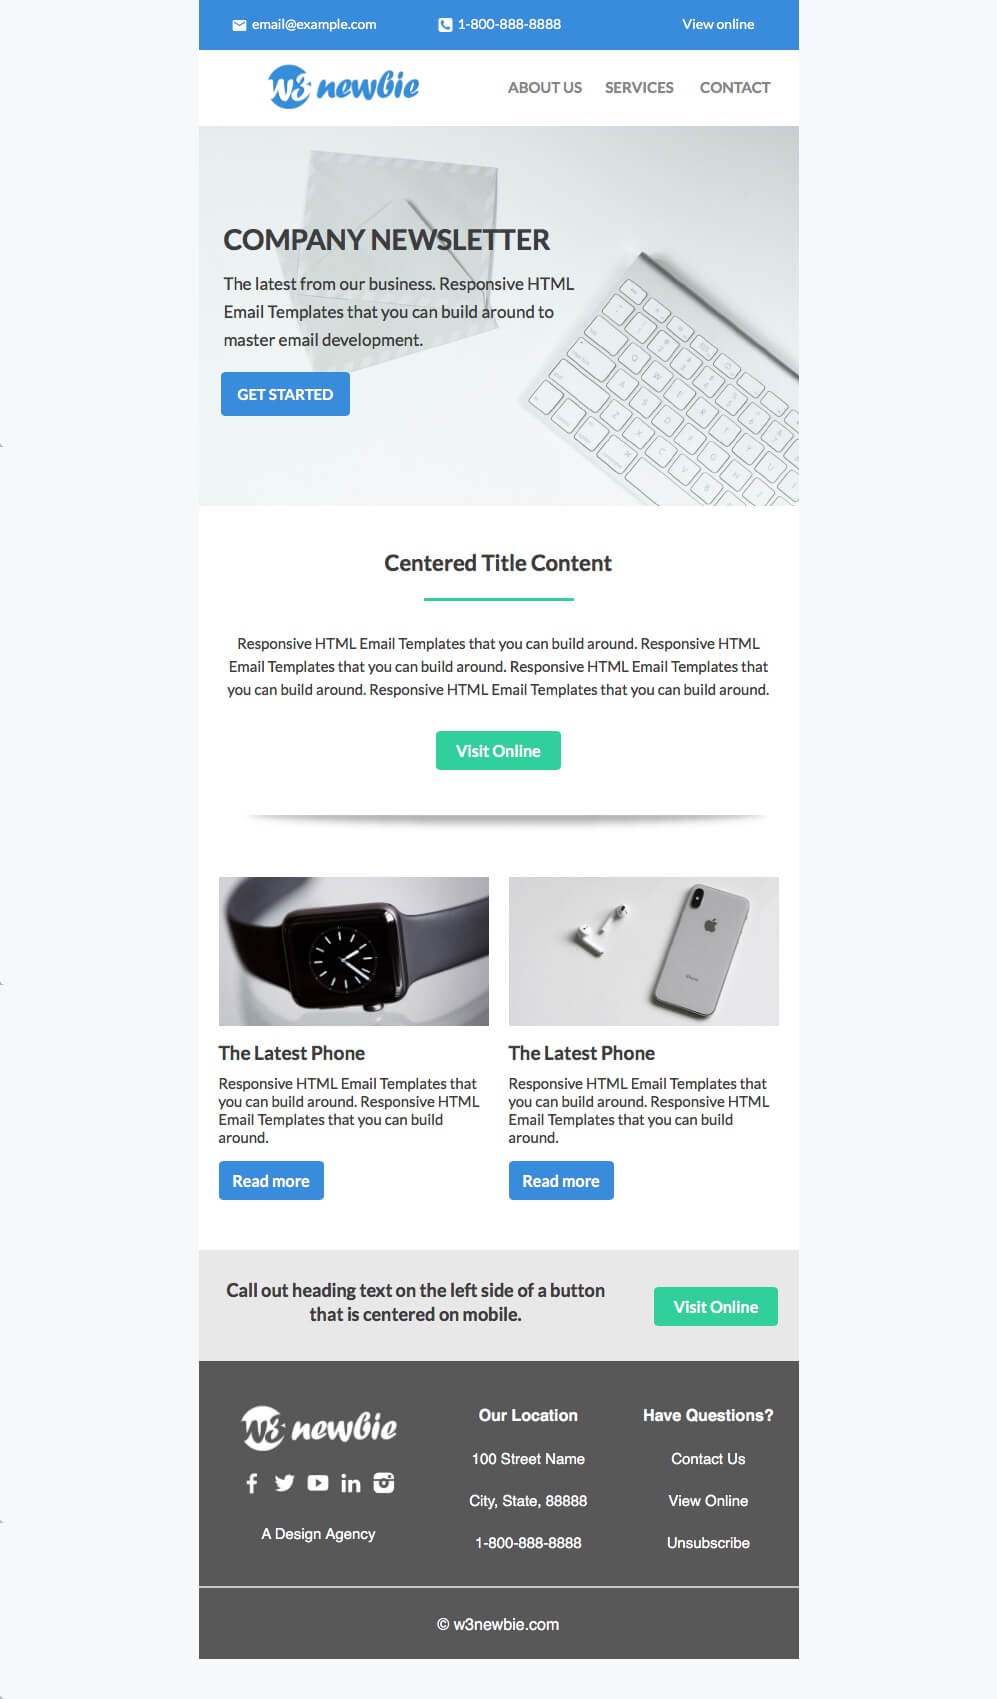 email@example.com
1-800-888-8888
View online
W3 newbie
ABOUT US
SERVICES
CONTACT
COMPANY NEWSLETTER
The latest from our business. Responsive HTML
Email Templates that you can build around to
master email development.
GET STARTED
Centered Title Content
Responsive HTML Email Templates that you can build around. Responsive HTML
Email Templates that you can build around. Responsive HTML Email Templates that
you can build around. Responsive HTML Email Templates that you can build around.
Visit Online
The Latest Phone
Responsive HTML Email Templates that
you can build around. Responsive HTML
Email Templates that you can build
around.
Read more
The Latest Phone
Responsive HTML Email Templates that
you can build around. Responsive HTML
Email Templates that you can build
around.
Read more
Call out heading text on the left side of a button
that is centered on mobile.
Visit Online
W3 newbie
A Design Agency
Our Location
100 Street Name
City, State, 88888
1-800-888-8888
Have Questions?
Contact Us
View Online
Unsubscribe
© w3newbie.com